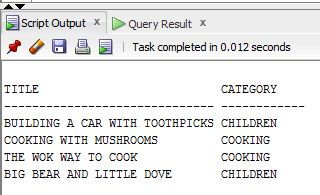 Script Output x Query Result x
Task completed in 0.012 seconds
TITLE CATEGORY
------------------------------ ------------
BUILDING A CAR WITH TOOTHPICKS CHILDREN
COOKING WITH MUSHROOMS COOKING
THE WOK WAY TO COOK COOKING
BIG BEAR AND LITTLE DOVE CHILDREN